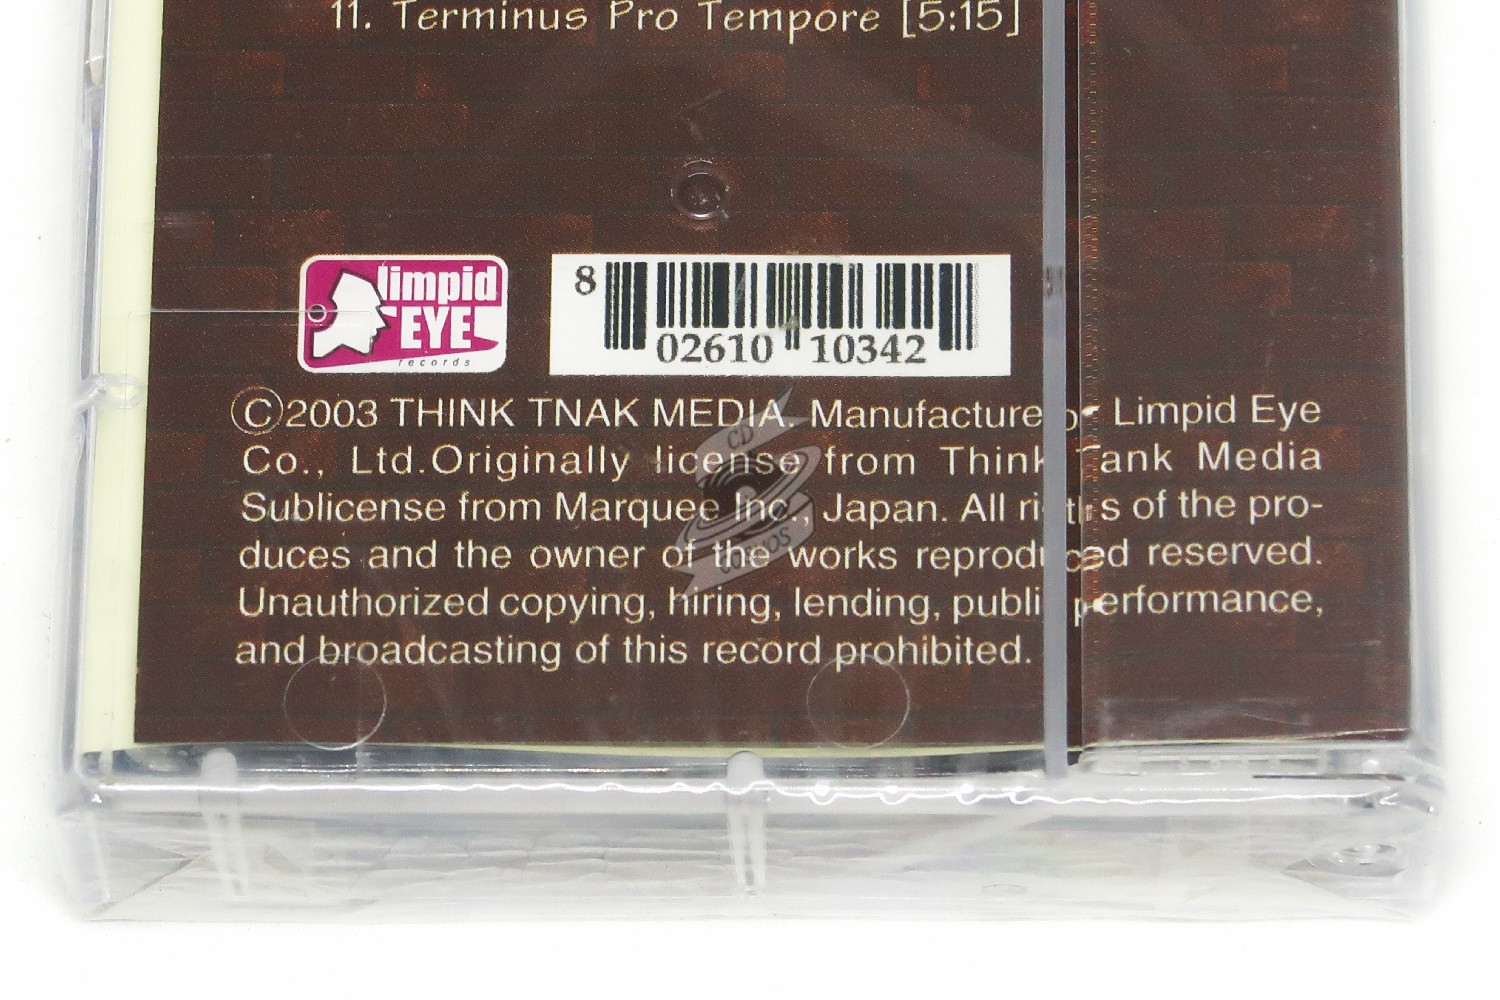 11. Terminus Pro Tempore [5:15]
limpid
EYE
records
8
02610 10342
©2003 THINK TNAK MEDIA. Manufacture Limpid Eye
Co., Ltd.Originally license from Think Tank Media
Sublicense from Marquee Inc., Japan. All rights of the pro-
duces and the owner of the works reproduced reserved.
Unauthorized copying, hiring, lending, public performance,
and broadcasting of this record prohibited.
CD
COSMOS